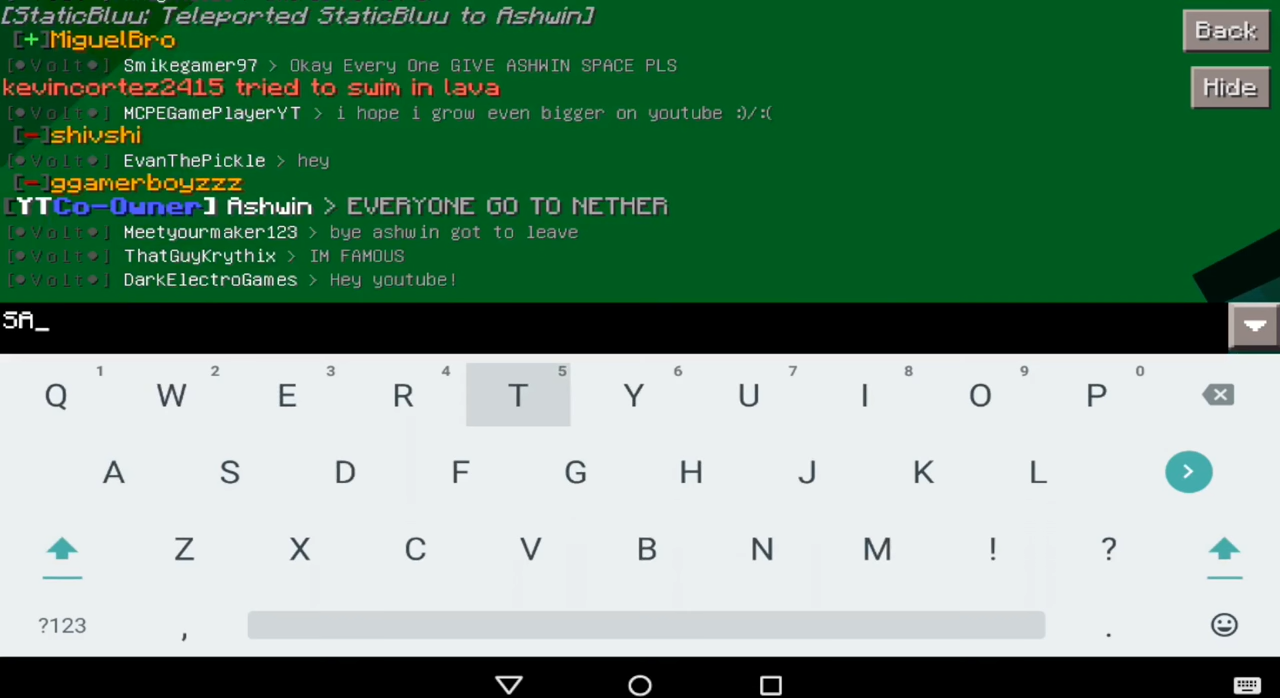 [StaticBluu: Teleported StaticBluu to Ashwin]
[+]MiguelBro
Back
[●Volt●] Smikegamer97 > Okay Every One GIVE ASHWIN SPACE PLS
kevincortez2415 tried to swim in lava
Hide
[●Volt●] MCPEGamePlayerYT > i hope i grow even bigger on youtube :)/:(
[-]shivshi
[●Volt●] EvanThePickle > hey
[-]ggamerboyzzz
[YTCo-Owner] Ashwin > EVERYONE GO TO NETHER
[●Volt●] Meetyourmaker123 > bye ashwin got to leave
[●Volt●] ThatGuyKrythix > IM FAMOUS
[●Volt●] DarkElectroGames > Hey youtube!
SA_
1 2 3 4 5 6 7 8 9 0
Q W E R T Y U I O P
A S D F G H J K L
Z X C V B N M ! ?
?123 , .